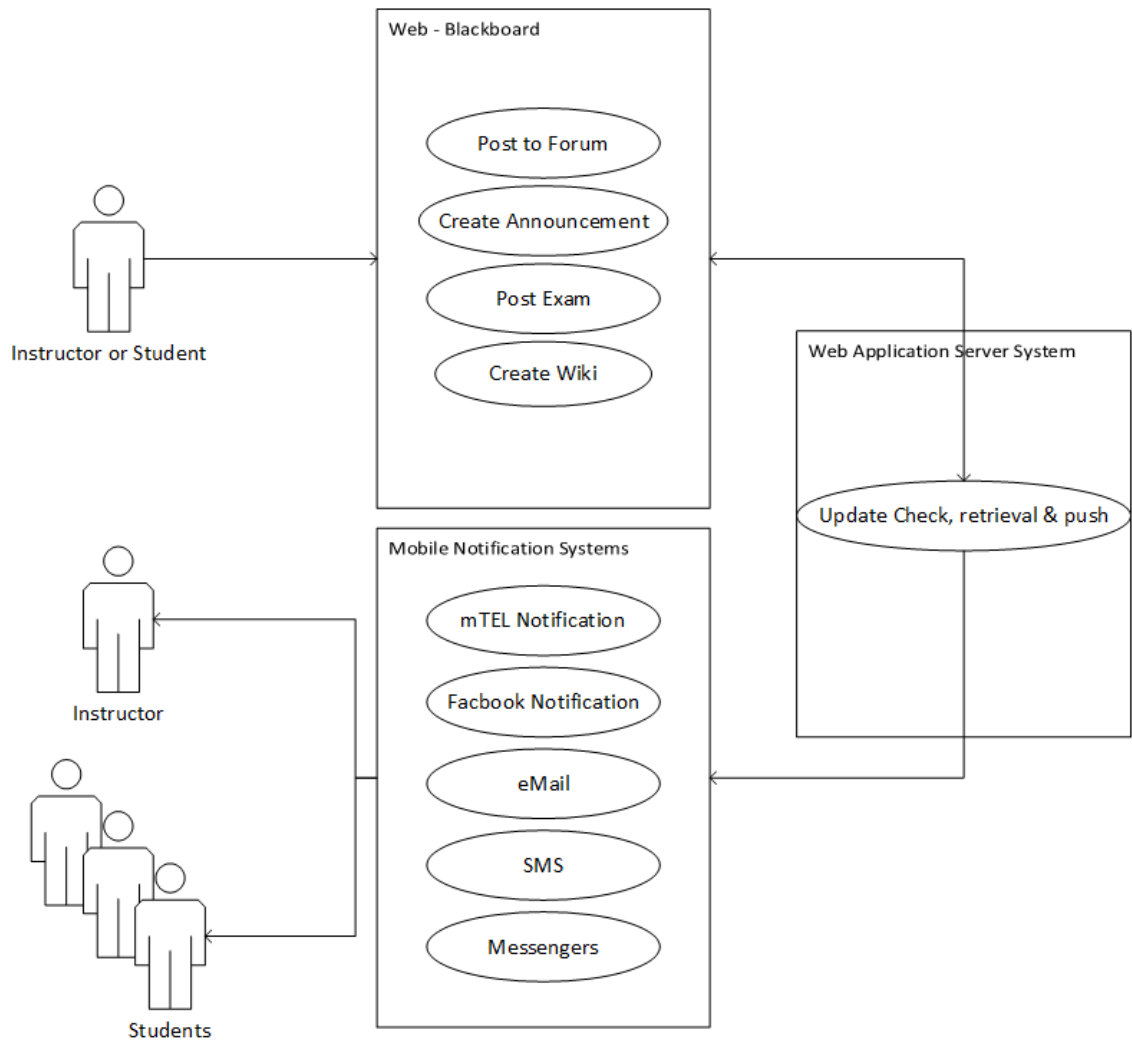 Web - Blackboard
Post to Forum
Create Announcement
Post Exam
Create Wiki
Instructor or Student
Web Application Server System
Update Check, retrieval & push
Mobile Notification Systems
mTEL Notification
Facbook Notification
eMail
SMS
Messengers
Instructor
Students